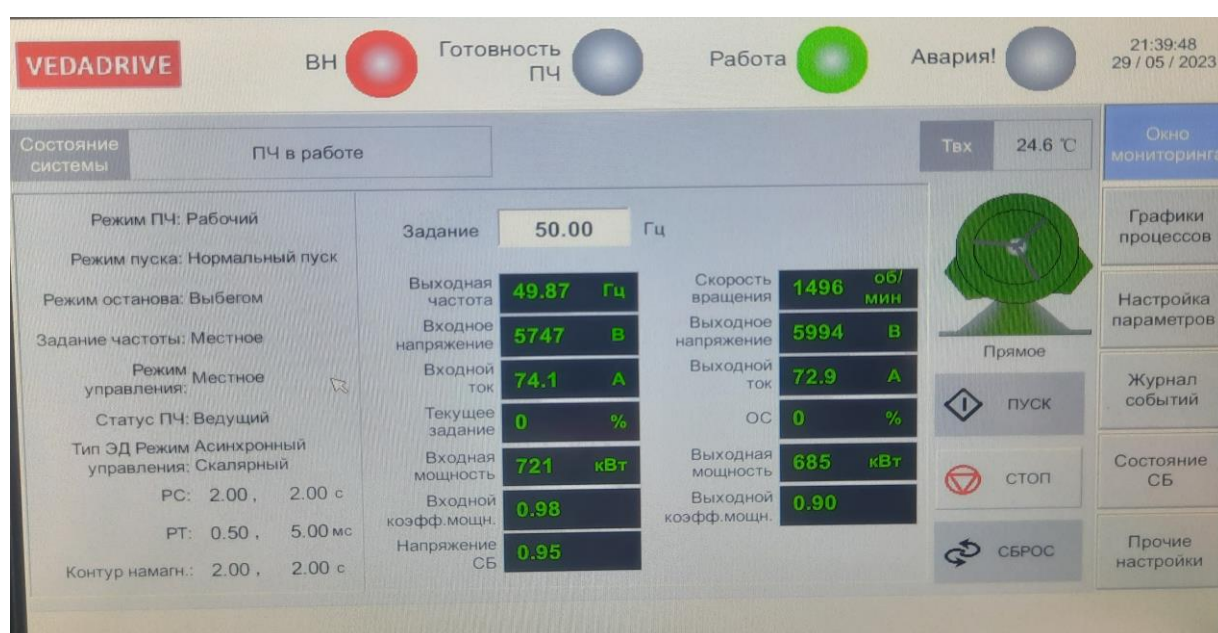 VEDADRIVE
ВН
Готовность
ПЧ
Работа
Авария!
21:39:48
29 / 05 / 2023
Состояние
системы
ПЧ в работе
Твх
24.6 ℃
Окно
мониторинга
Режим ПЧ: Рабочий
Режим пуска: Нормальный пуск
Режим останова: Выбегом
Задание частоты: Местное
Режим
управления: Местное
Статус ПЧ: Ведущий
Тип ЭД Режим Асинхронный
управления: Скалярный
РС: 2.00 , 2.00 с
РТ: 0.50 , 5.00 мс
Контур намагн.: 2.00 , 2.00 с
Задание 50.00 Гц
Выходная
частота
49.87 Гц
Входное
напряжение
5747 В
Входной
ток
74.1 А
Текущее
задание
0 %
Входная
мощность
721 кВт
Входной
коэфф.мощн.
0.98
Напряжение
СБ
0.95
Скорость
вращения
1496 об/
мин
Выходное
напряжение
5994 В
Выходной
ток
72.9 А
ОС 0 %
Выходная
мощность
685 кВт
Выходной
коэфф.мощн.
0.90
Прямое
ПУСК
СТОП
СБРОС
Графики
процессов
Настройка
параметров
Журнал
событий
Состояние
СБ
Прочие
настройки